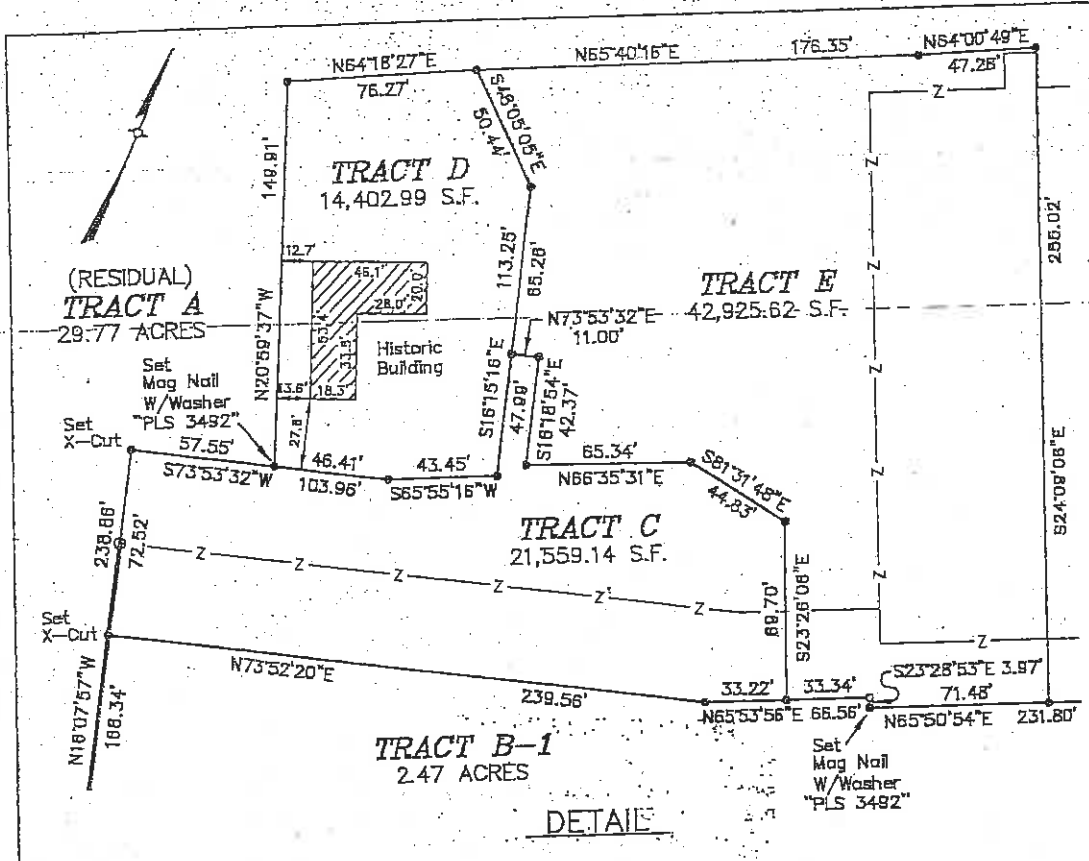 N64°18'27"E
76.27'
N65°40'16"E
176.35'
N64°00'49"E
47.28'
S48°05'05"E
50.44'
149.91'
TRACT D
14,402.99 S.F.
113.25'
65.26'
12.7'
46.1'
20.0'
28.0'
53.4'
33.5'
13.6'
18.3'
27.8'
Historic
Building
(RESIDUAL)
TRACT A
29.77 ACRES
N20°59'37"W
TRACT E
42,925.62 S.F.
255.02'
N73°53'32"E
11.00'
Set
Mag Nail
W/Washer
"PLS 3492"
Set
X-Cut
57.55'
S73°53'32"W
46.41'
103.96'
43.45'
S65°55'16"W
S16°15'16"E
47.99'
S16°18'54"E
42.37'
65.34'
N66°35'31"E
S81°31'48"E
44.83'
S24°09'06"E
TRACT C
21,559.14 S.F.
238.86'
72.52'
Z
Z
Z
Z
Z
Z
Z
Z
Z
Z
Z
Z
S23°26'06"E
69.70'
Set
X-Cut
N73°52'20"E
239.56'
N16°07'57"W
166.34'
33.22'
33.34'
N65°53'56"E 66.56'
S23°28'53"E 3.97'
71.48'
N65°50'54"E
231.80'
TRACT B-1
2.47 ACRES
Set
Mag Nail
W/Washer
"PLS 3492"
DETAIL